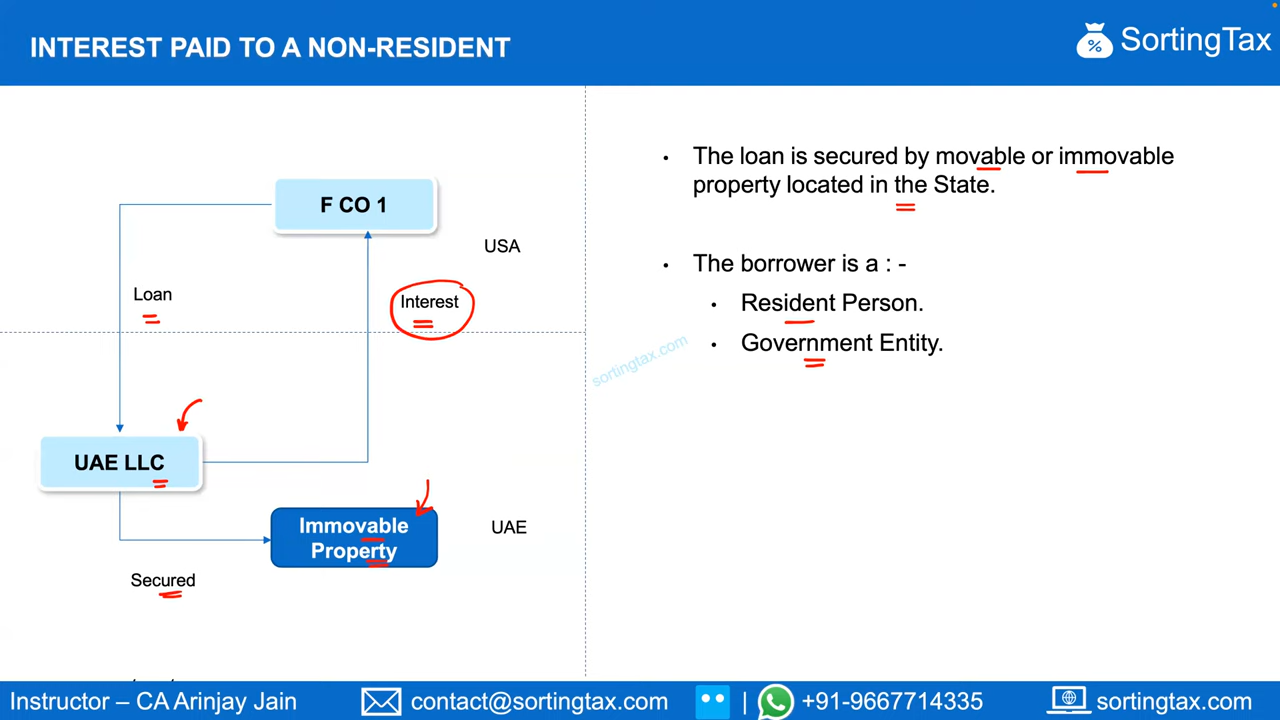 INTEREST PAID TO A NON-RESIDENT
%
SortingTax
F CO 1
USA
Loan
Interest
UAE LLC
Immovable
Property
UAE
Secured
• The loan is secured by movable or immovable
property located in the State.
• The borrower is a : -
• Resident Person.
• Government Entity.
sortingtax.com
Instructor – CA Arinjay Jain
contact@sortingtax.com
| +91-9667714335
sortingtax.com